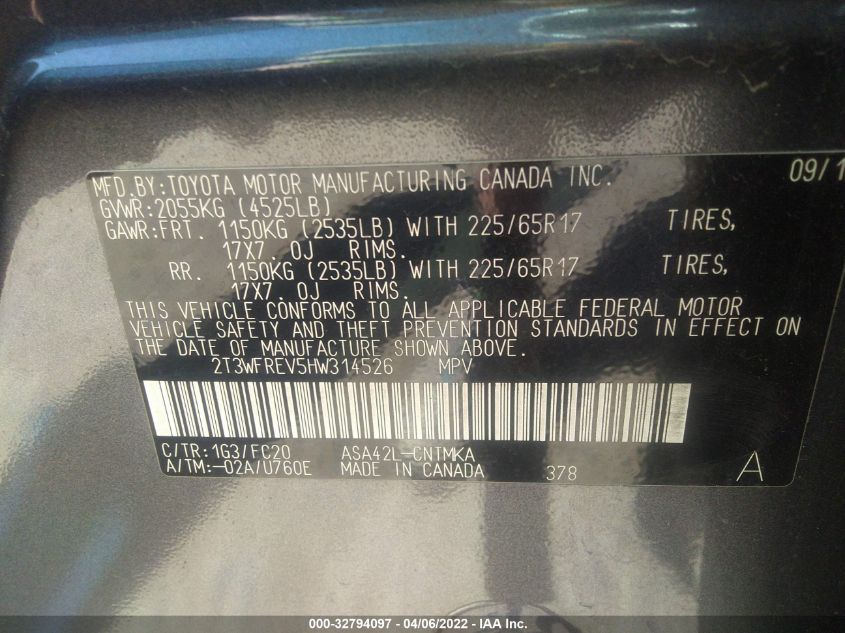 MFD.BY:TOYOTA MOTOR MANUFACTURING CANADA INC. 09/1
GVWR:2055KG (4525LB)
GAWR:FRT. 1150KG (2535LB) WITH 225/65R17 TIRES,
17X7.0J RIMS.
RR. 1150KG (2535LB) WITH 225/65R17 TIRES,
17X7.0J RIMS.
THIS VEHICLE CONFORMS TO ALL APPLICABLE FEDERAL MOTOR
VEHICLE SAFETY AND THEFT PREVENTION STANDARDS IN EFFECT ON
THE DATE OF MANUFACTURE SHOWN ABOVE.
2T3WFREV5HW314526 MPV
C/TR:1G3/FC20 ASA42L-CNTMKA
A/TM:-02A/U760E MADE IN CANADA 378 A
000-32794097 - 04/06/2022 - IAA Inc.